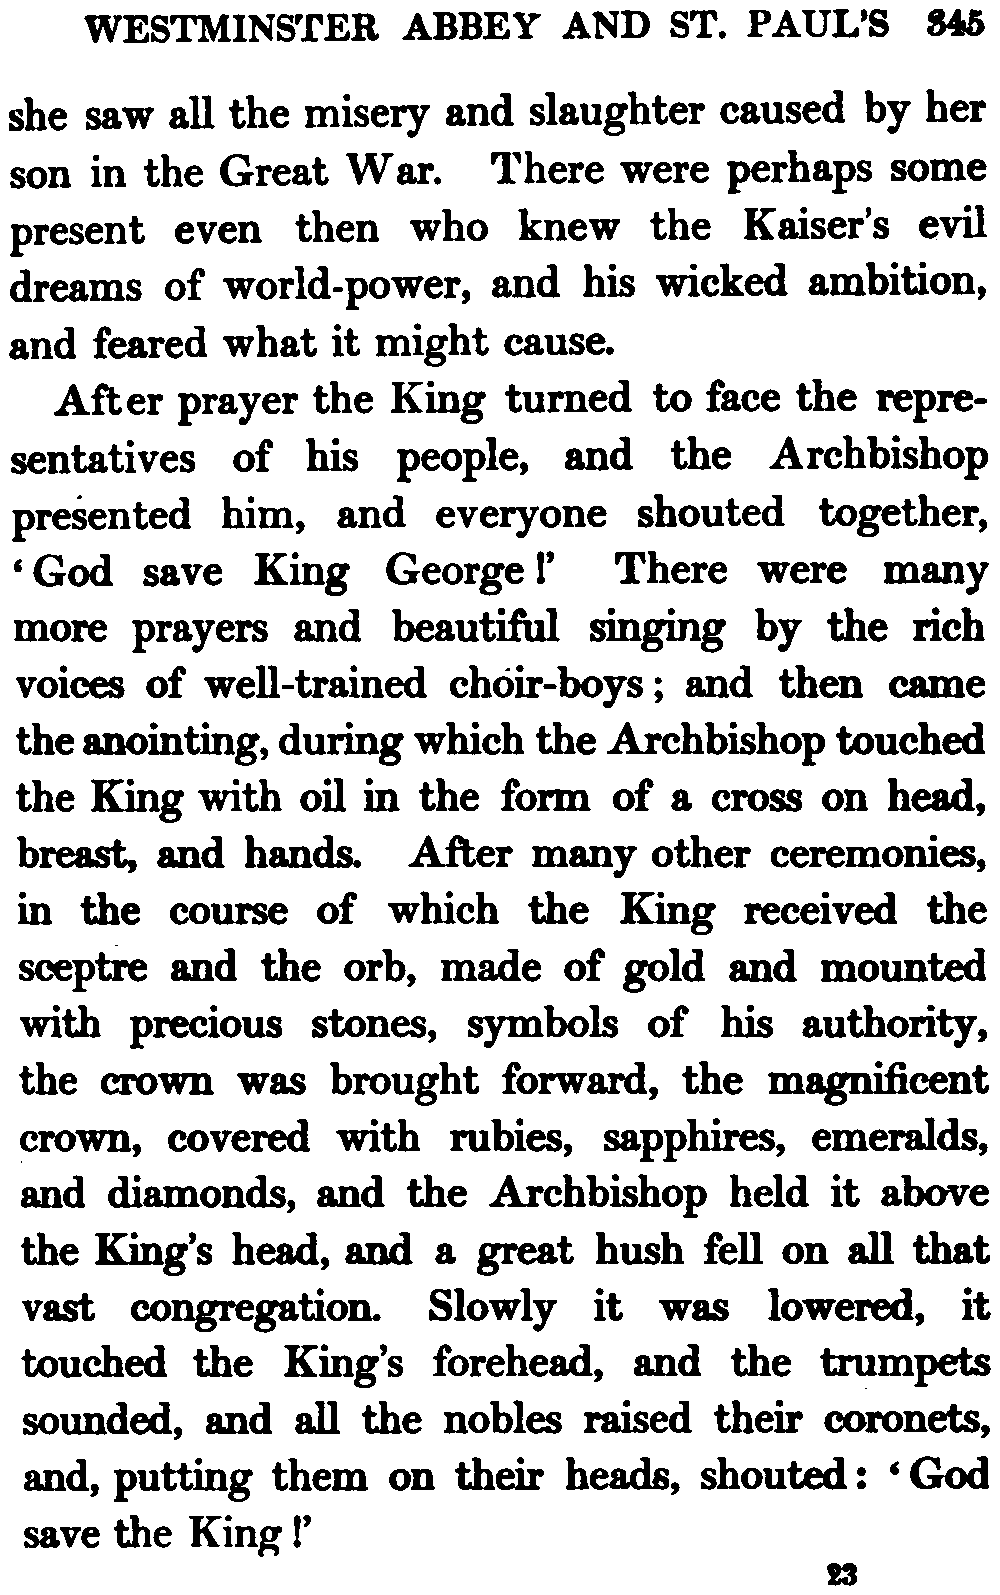 WESTMINSTER ABBEY AND ST. PAUL'S 345
she saw all the misery and slaughter caused by her
son in the Great War. There were perhaps some
present even then who knew the Kaiser's evil
dreams of world-power, and his wicked ambition,
and feared what it might cause.
After prayer the King turned to face the repre-
sentatives of his people, and the Archbishop
presented him, and everyone shouted together,
‘God save King George!’ There were many
more prayers and beautiful singing by the rich
voices of well-trained choir-boys; and then came
the anointing, during which the Archbishop touched
the King with oil in the form of a cross on head,
breast, and hands. After many other ceremonies,
in the course of which the King received the
sceptre and the orb, made of gold and mounted
with precious stones, symbols of his authority,
the crown was brought forward, the magnificent
crown, covered with rubies, sapphires, emeralds,
and diamonds, and the Archbishop held it above
the King's head, and a great hush fell on all that
vast congregation. Slowly it was lowered, it
touched the King's forehead, and the trumpets
sounded, and all the nobles raised their coronets,
and, putting them on their heads, shouted: ‘God
save the King!’
23